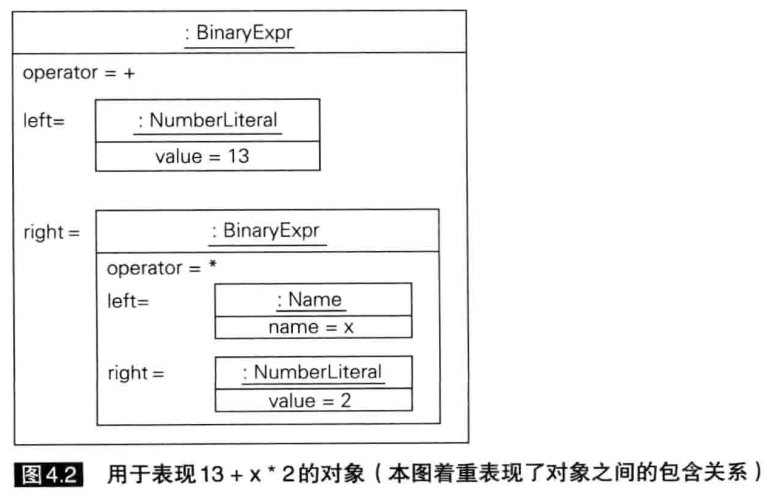 : BinaryExpr
operator = +
left=
: NumberLiteral
value = 13
right =
: BinaryExpr
operator = *
left=
: Name
name = x
right =
: NumberLiteral
value = 2
图4.2 用于表现13 + x * 2的对象（本图着重表现了对象之间的包含关系）